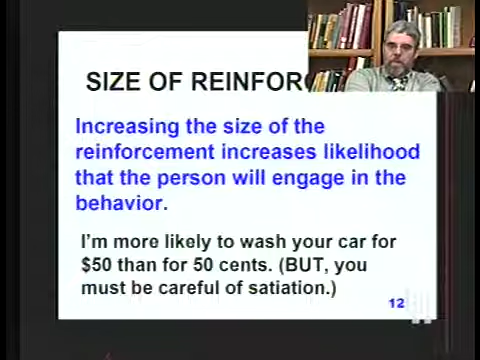 SIZE OF REINFOR
Increasing the size of the
reinforcement increases likelihood
that the person will engage in the
behavior.
I'm more likely to wash your car for
$50 than for 50 cents. (BUT, you
must be careful of satiation.)
12